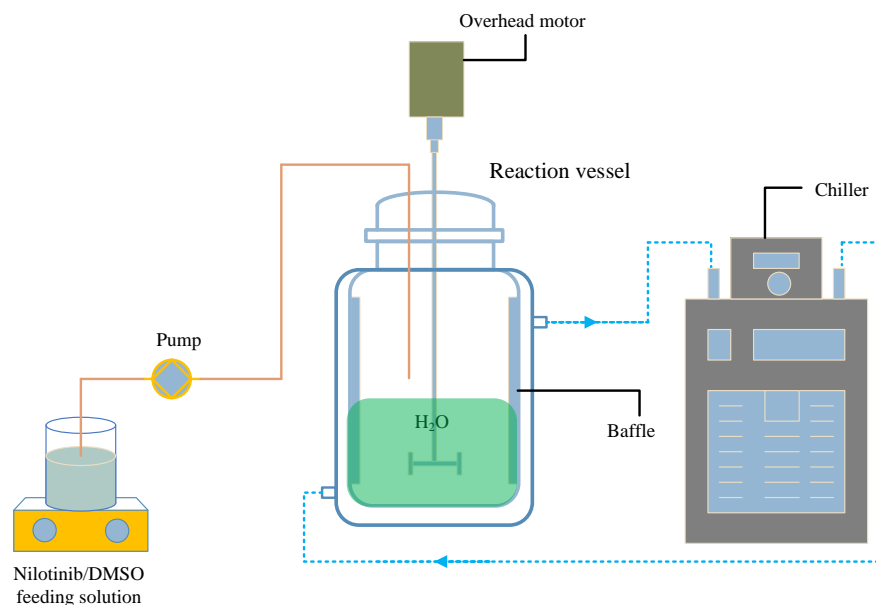 Overhead motor
Reaction vessel
Chiller
Pump
H₂O
Baffle
Nilotinib/DMSO
feeding solution